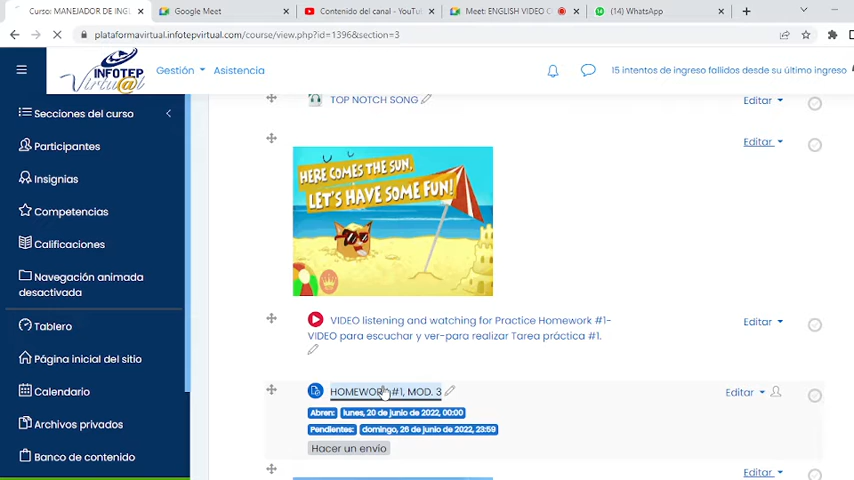 Curso: MANEJADOR DE INGL
Google Meet
Contenido del canal - YouTu
Meet: ENGLISH VIDEO C
(14) WhatsApp
plataformavirtual.infotepvirtual.com/course/view.php?id=1396&section=3
INFOTEP
Virtu@l
Gestión
Asistencia
15 intentos de ingreso fallidos desde su último ingreso
Secciones del curso
Participantes
Insignias
Competencias
Calificaciones
Navegación animada
desactivada
Tablero
Página inicial del sitio
Calendario
Archivos privados
Banco de contenido
TOP NOTCH SONG
Editar
Editar
HERE COMES THE SUN,
LET'S HAVE SOME FUN!
VIDEO listening and watching for Practice Homework #1-
VIDEO para escuchar y ver-para realizar Tarea práctica #1.
Editar
HOMEWORK #1, MOD. 3
Editar
Abren: lunes, 20 de junio de 2022, 00:00
Pendientes: domingo, 26 de junio de 2022, 23:59
Hacer un envío
Editar